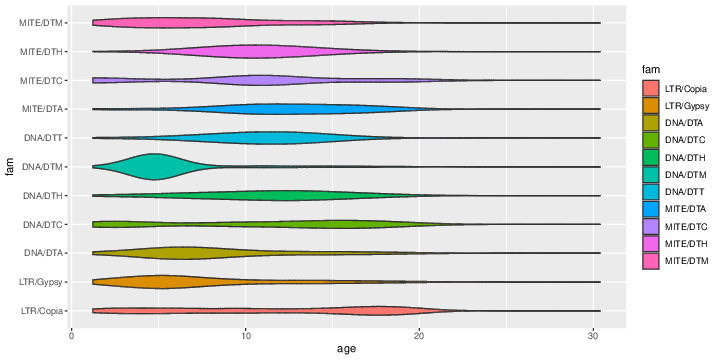 MITE/DTM
MITE/DTH
MITE/DTC
MITE/DTA
DNA/DTT
DNA/DTM
DNA/DTH
DNA/DTC
DNA/DTA
LTR/Gypsy
LTR/Copia
fam
0 10 20 30
age
fam
LTR/Copia
LTR/Gypsy
DNA/DTA
DNA/DTC
DNA/DTH
DNA/DTM
DNA/DTT
MITE/DTA
MITE/DTC
MITE/DTH
MITE/DTM